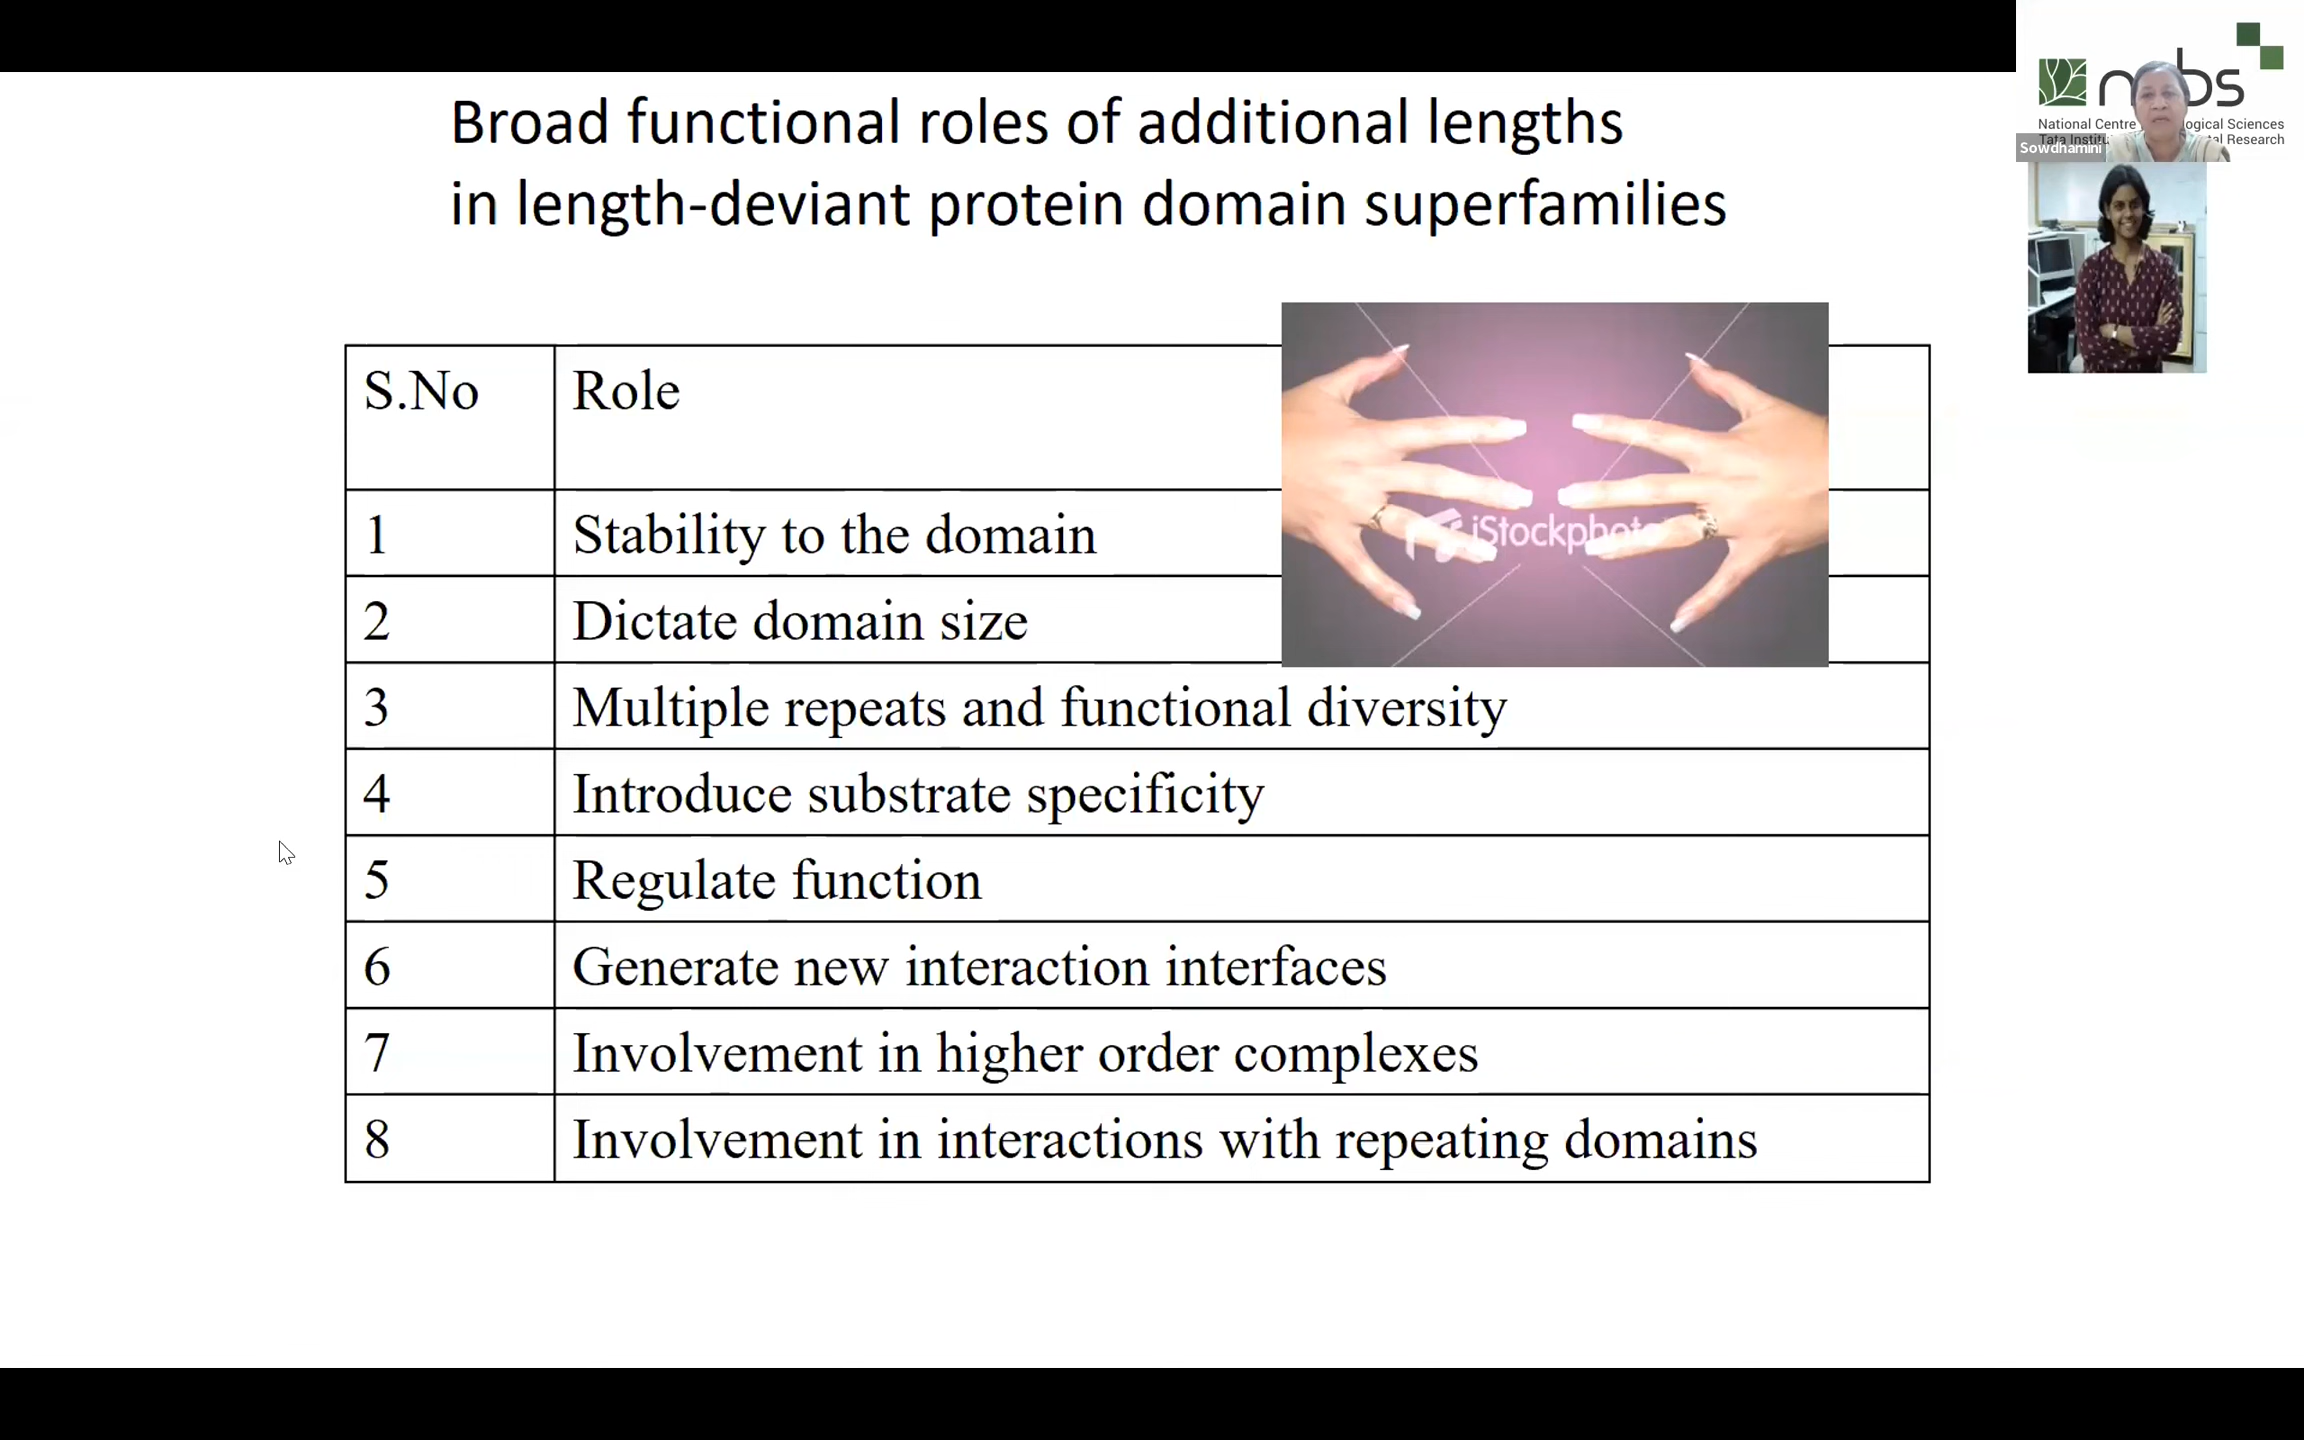 Broad functional roles of additional lengths
in length-deviant protein domain superfamilies
S.No Role
1 Stability to the domain
2 Dictate domain size
3 Multiple repeats and functional diversity
4 Introduce substrate specificity
5 Regulate function
6 Generate new interaction interfaces
7 Involvement in higher order complexes
8 Involvement in interactions with repeating domains
iStockphoto
National Centre
Sowdhamini
Research